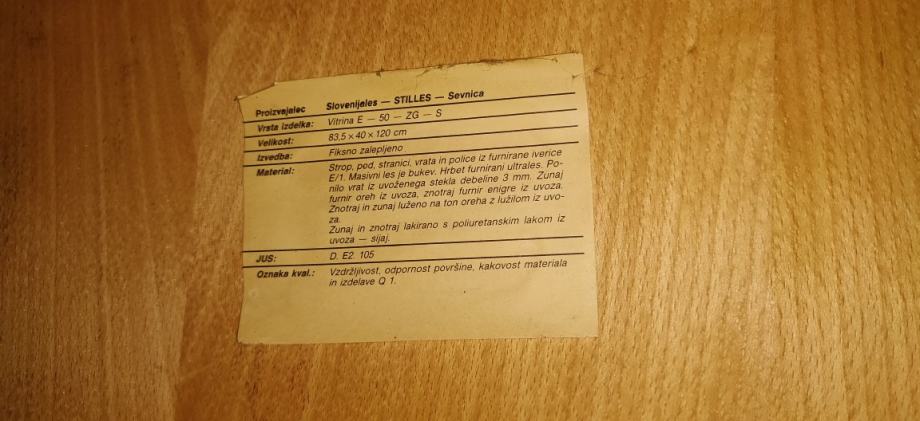 Proizvajalec Slovenijales — STILLES — Sevnica
Vrsta izdelka: Vitrina E — 50 — ZG — S
Velikost: 83,5 × 40 × 120 cm
Izvedba: Fiksno zalepljeno
Material: Strop, pod, stranici, vrata in police iz furnirane iverice
E/1. Masivni les je bukev. Hrbet furnirani ultrales. Po-
nilo vrat iz uvoženega stekla debeline 3 mm. Zunaj
furnir oreh iz uvoza, znotraj furnir enigre iz uvoza.
Znotraj in zunaj luženo na ton oreha z lužilom iz uvo-
za.
Zunaj in znotraj lakirano s poliuretanskim lakom iz
uvoza — sijaj.
JUS: D. E2. 105
Oznaka kval.: Vzdržljivost, odpornost površine, kakovost materiala
in izdelave Q 1.